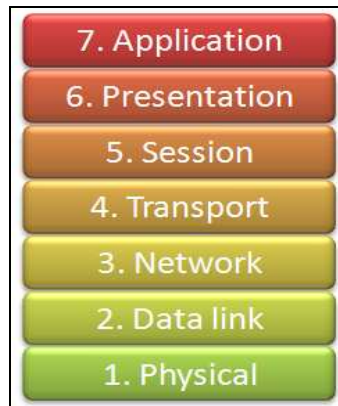 7. Application
6. Presentation
5. Session
4. Transport
3. Network
2. Data link
1. Physical